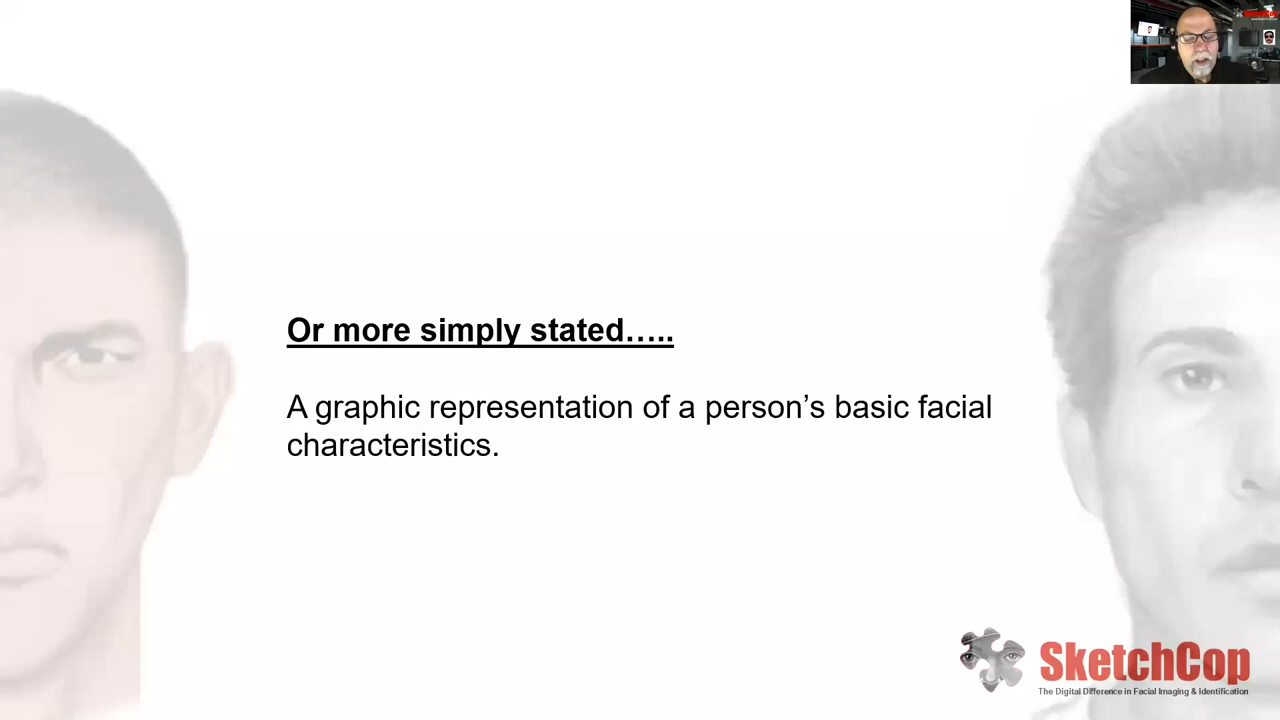 Or more simply stated.....
A graphic representation of a person's basic facial
characteristics.
SketchCop
The Digital Difference in Facial Imaging & Identification